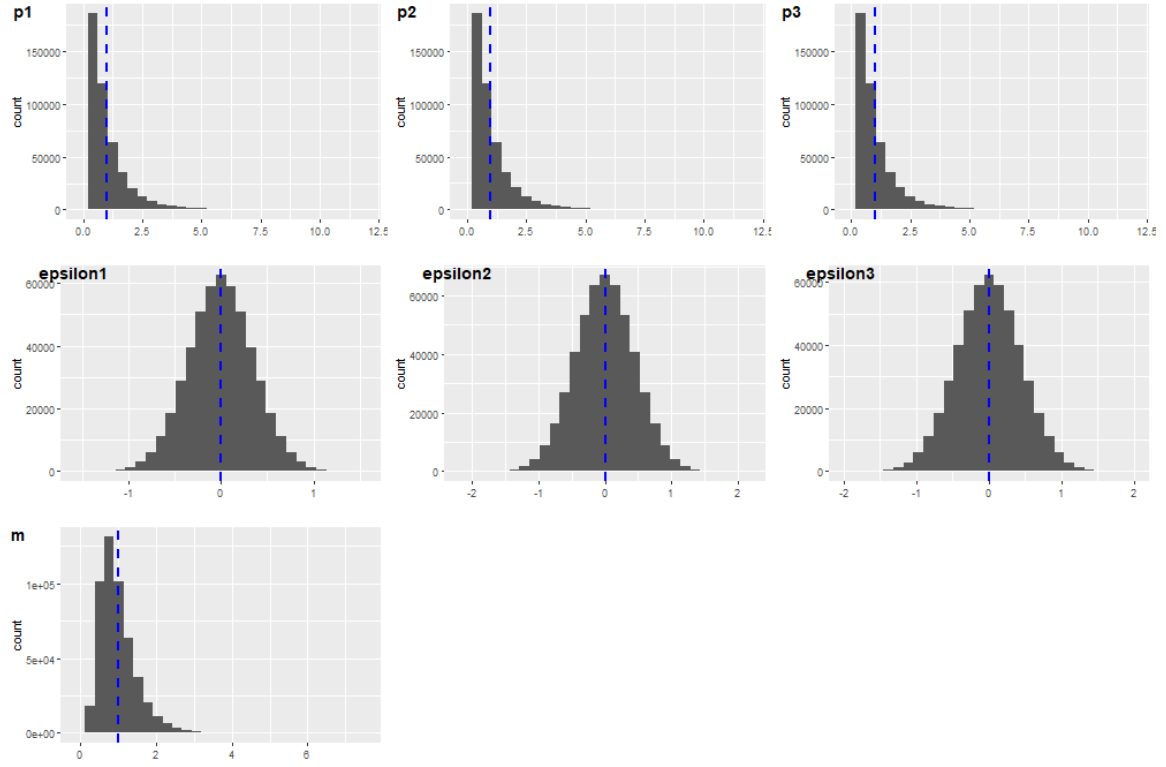 p1
count
150000
100000
50000
0
0.0 2.5 5.0 7.5 10.0 12.5
p2
count
150000
100000
50000
0
0.0 2.5 5.0 7.5 10.0 12.5
p3
count
150000
100000
50000
0
0.0 2.5 5.0 7.5 10.0 12.5
epsilon1
count
60000
40000
20000
0
-1 0 1
epsilon2
count
60000
40000
20000
0
-2 -1 0 1 2
epsilon3
count
60000
40000
20000
0
-2 -1 0 1 2
m
count
1e+05
5e+04
0e+00
0 2 4 6